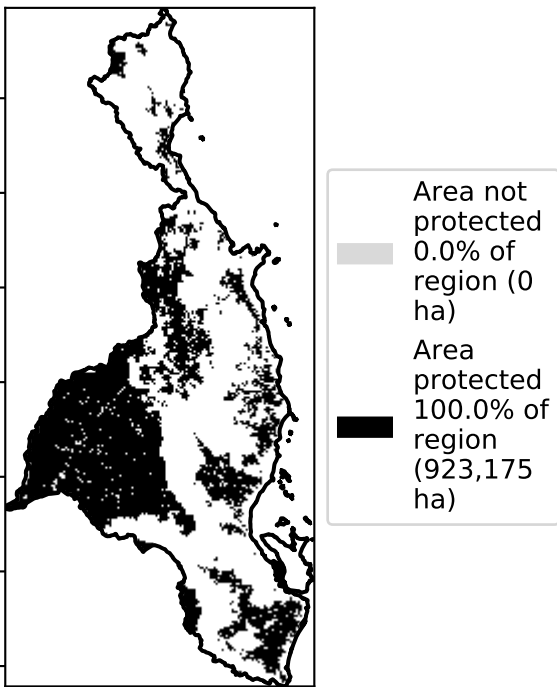 Area not
protected
0.0% of
region (0
ha)
Area
protected
100.0% of
region
(923,175
ha)